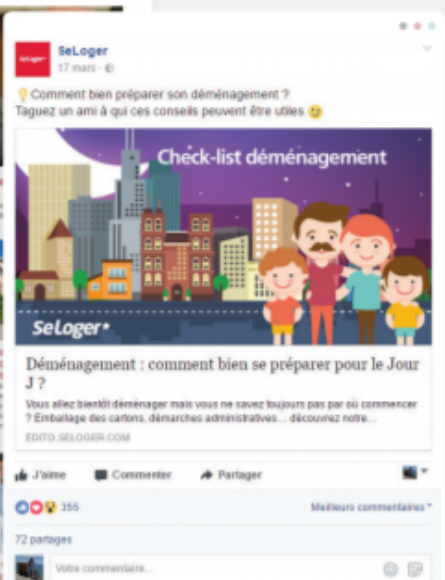 SeLoger
17 mars
Comment bien préparer son déménagement ?
Taguez un ami à qui ces conseils peuvent être utiles
Check-list déménagement
SeLoger
Déménagement : comment bien se préparer pour le Jour
J ?
Vous allez bientôt déménager mais vous ne savez toujours pas par où commencer
? Emballage des cartons, démarches administratives... découvrez notre...
EDITO.SELOGER.COM
J'aime Commenter Partager
355 Meilleurs commentaires
72 partages
Votre commentaire...